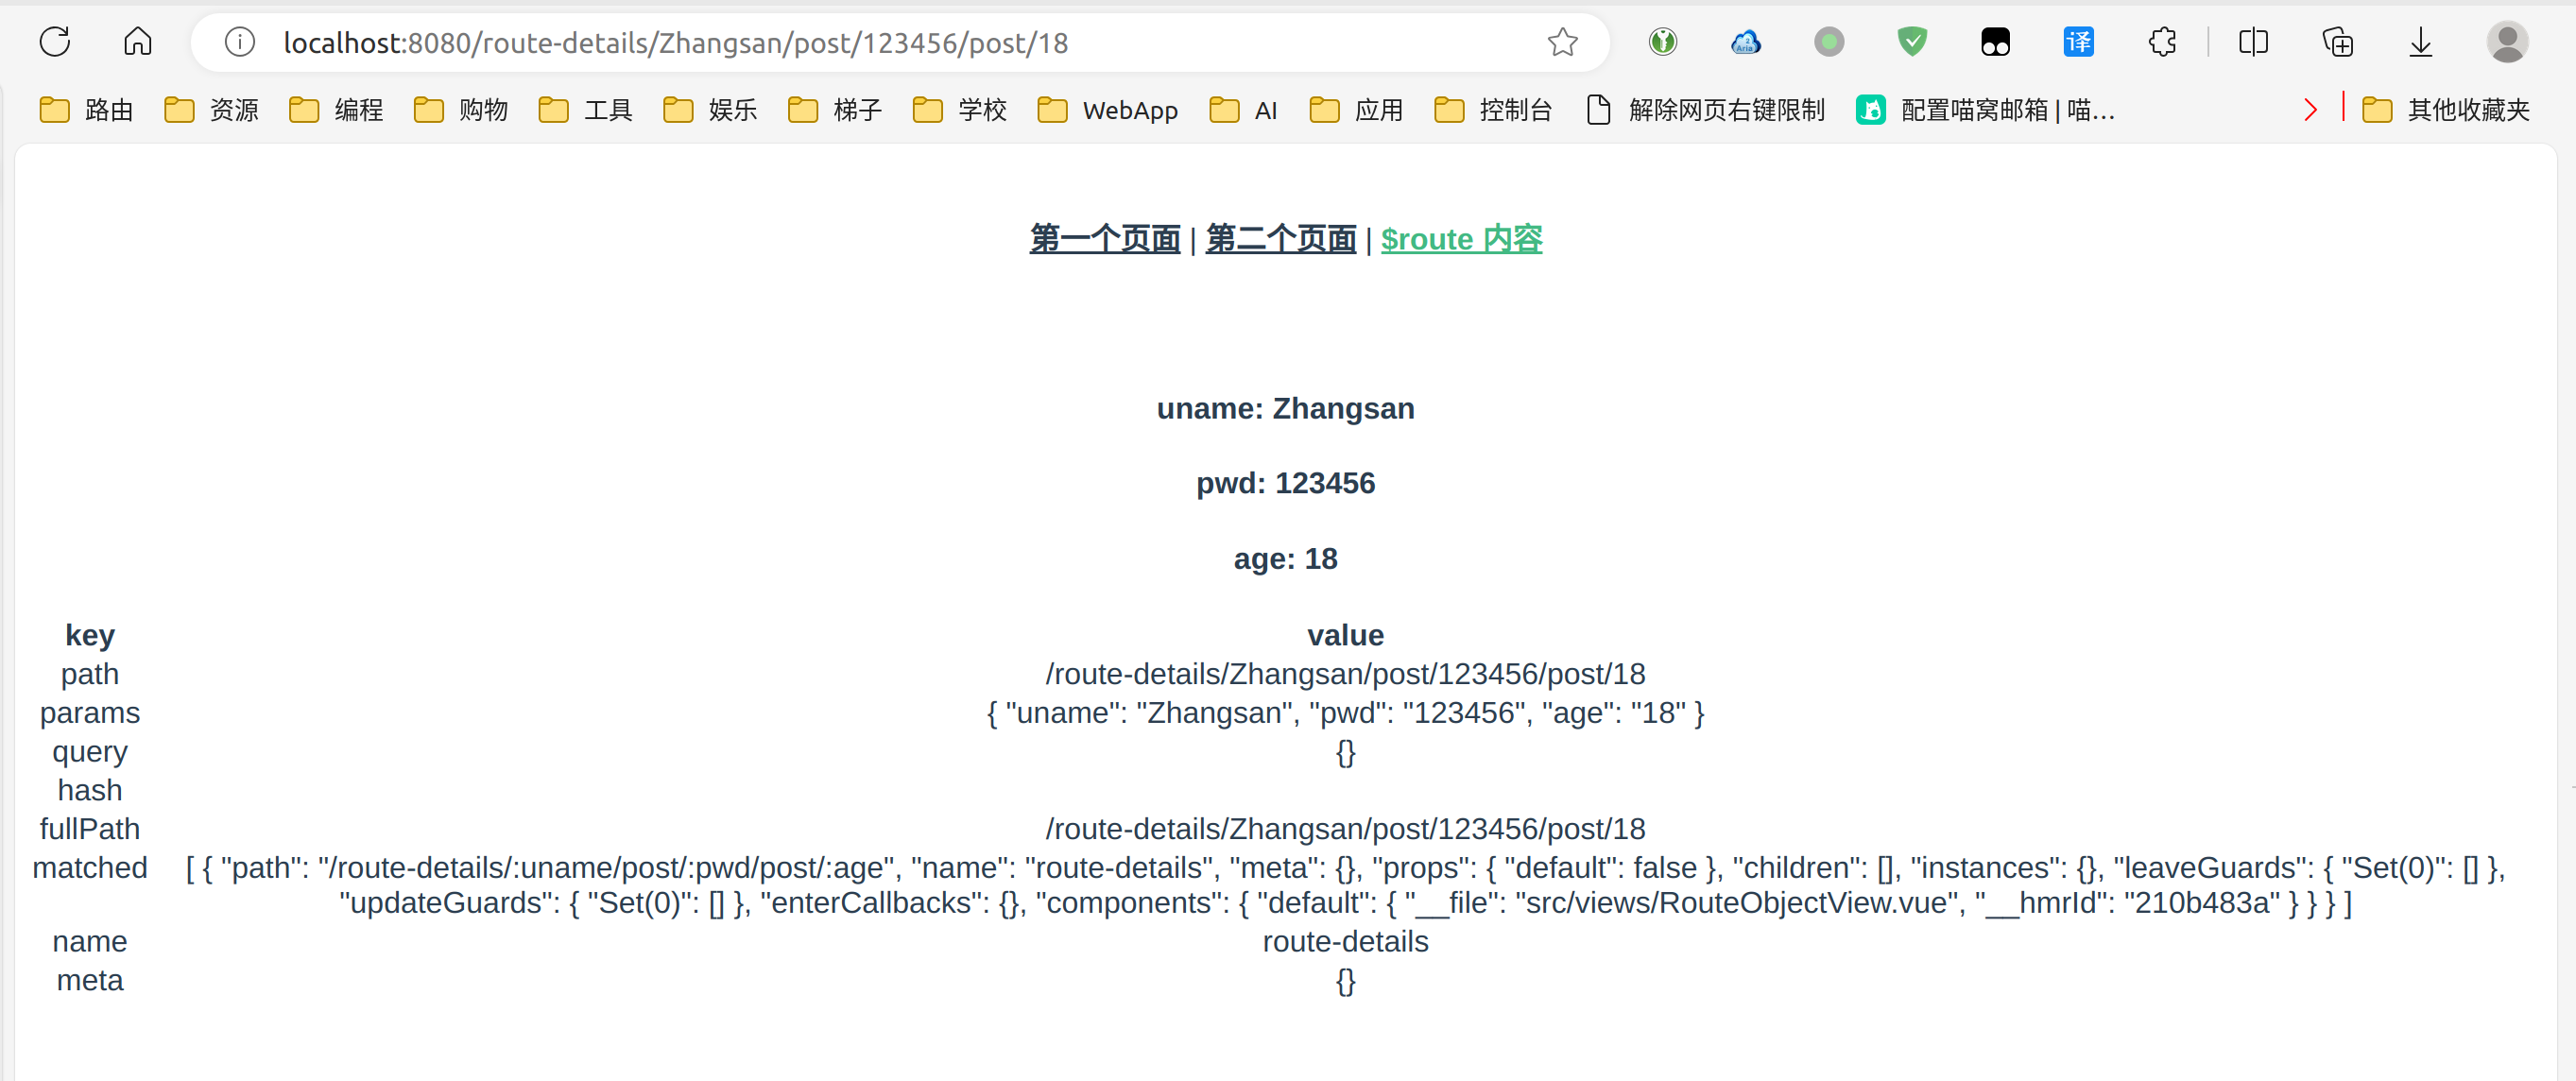 localhost:8080/route-details/Zhangsan/post/123456/post/18
Aria2
译
路由 资源 编程 购物 工具 娱乐 梯子 学校 WebApp AI 应用 控制台 解除网页右键限制 配置喵窝邮箱 | 喵... 其他收藏夹
第一个页面 | 第二个页面 | $route 内容
uname: Zhangsan
pwd: 123456
age: 18
key value
path /route-details/Zhangsan/post/123456/post/18
params { "uname": "Zhangsan", "pwd": "123456", "age": "18" }
query {}
hash
fullPath /route-details/Zhangsan/post/123456/post/18
matched [ { "path": "/route-details/:uname/post/:pwd/post/:age", "name": "route-details", "meta": {}, "props": { "default": false }, "children": [], "instances": {}, "leaveGuards": { "Set(0)": [] },
"updateGuards": { "Set(0)": [] }, "enterCallbacks": {}, "components": { "default": { "__file": "src/views/RouteObjectView.vue", "__hmrId": "210b483a" } } } ]
name route-details
meta {}